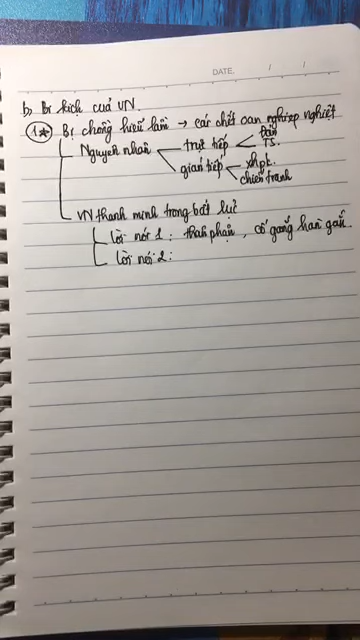 DATE. / /
b, Bi kịch của VN.
1* Bị chồng hiểu lầm → cái chết oan nghiệp nghiệt
Nguyên nhân trực tiếp Đản TS.
gián tiếp xhpk. chiến tranh
VN thanh minh trong bất lực
lời nói 1: thân phận, cố gắng hàn gắn.
lời nói 2: